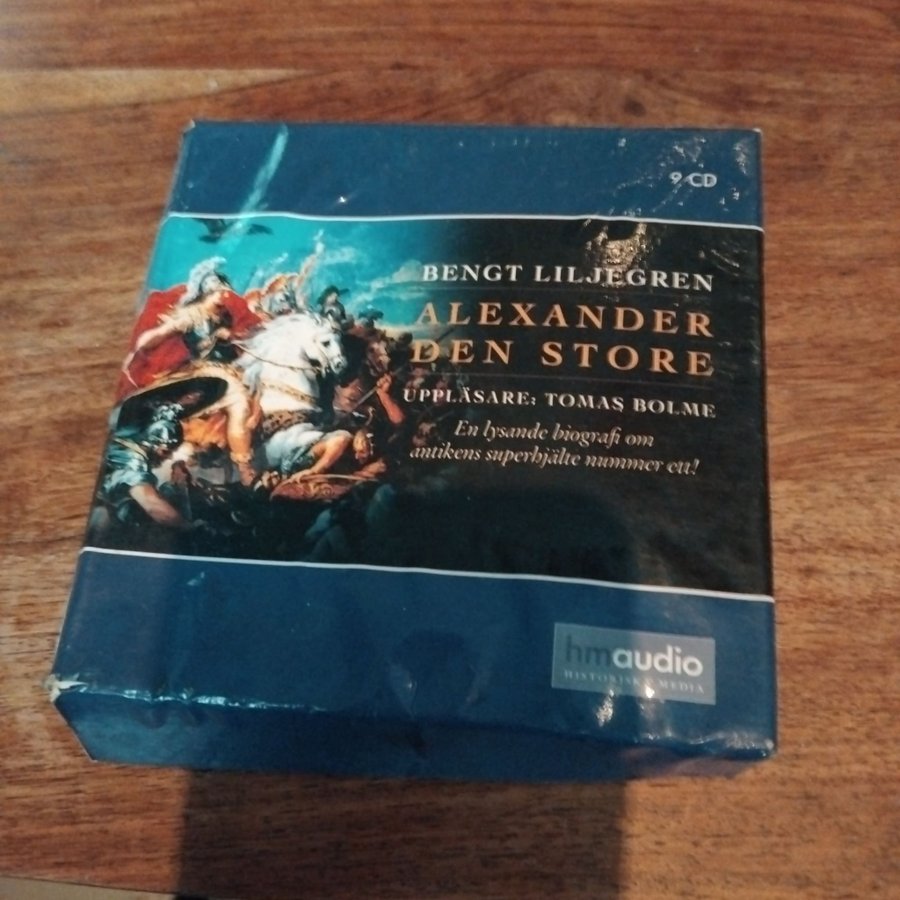 9 CD
BENGT LILJEGREN
ALEXANDER
DEN STORE
UPPLÄSARE: TOMAS BOLME
En lysande biografi om
antikens superhjälte nummer ett!
hmaudio
HISTORISKA MEDIA